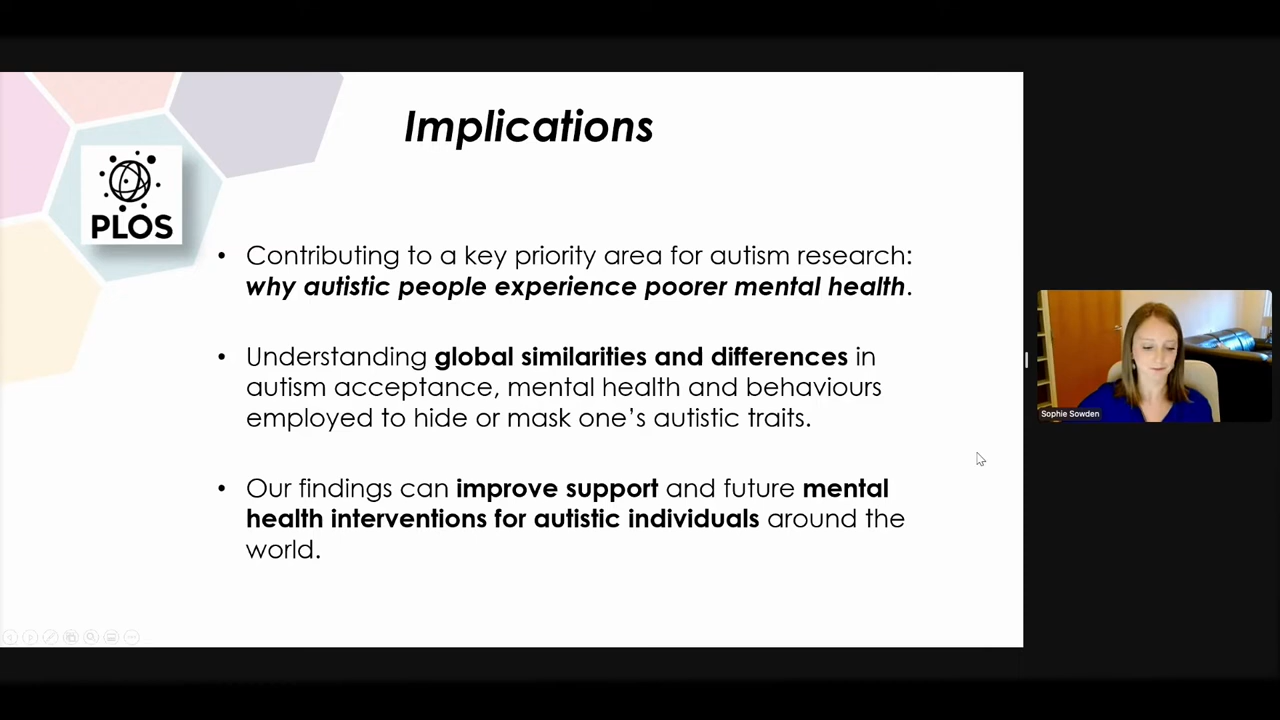 Implications
PLOS
• Contributing to a key priority area for autism research:
why autistic people experience poorer mental health.
• Understanding global similarities and differences in
autism acceptance, mental health and behaviours
employed to hide or mask one’s autistic traits.
• Our findings can improve support and future mental
health interventions for autistic individuals around the
world.
Sophie Sowden